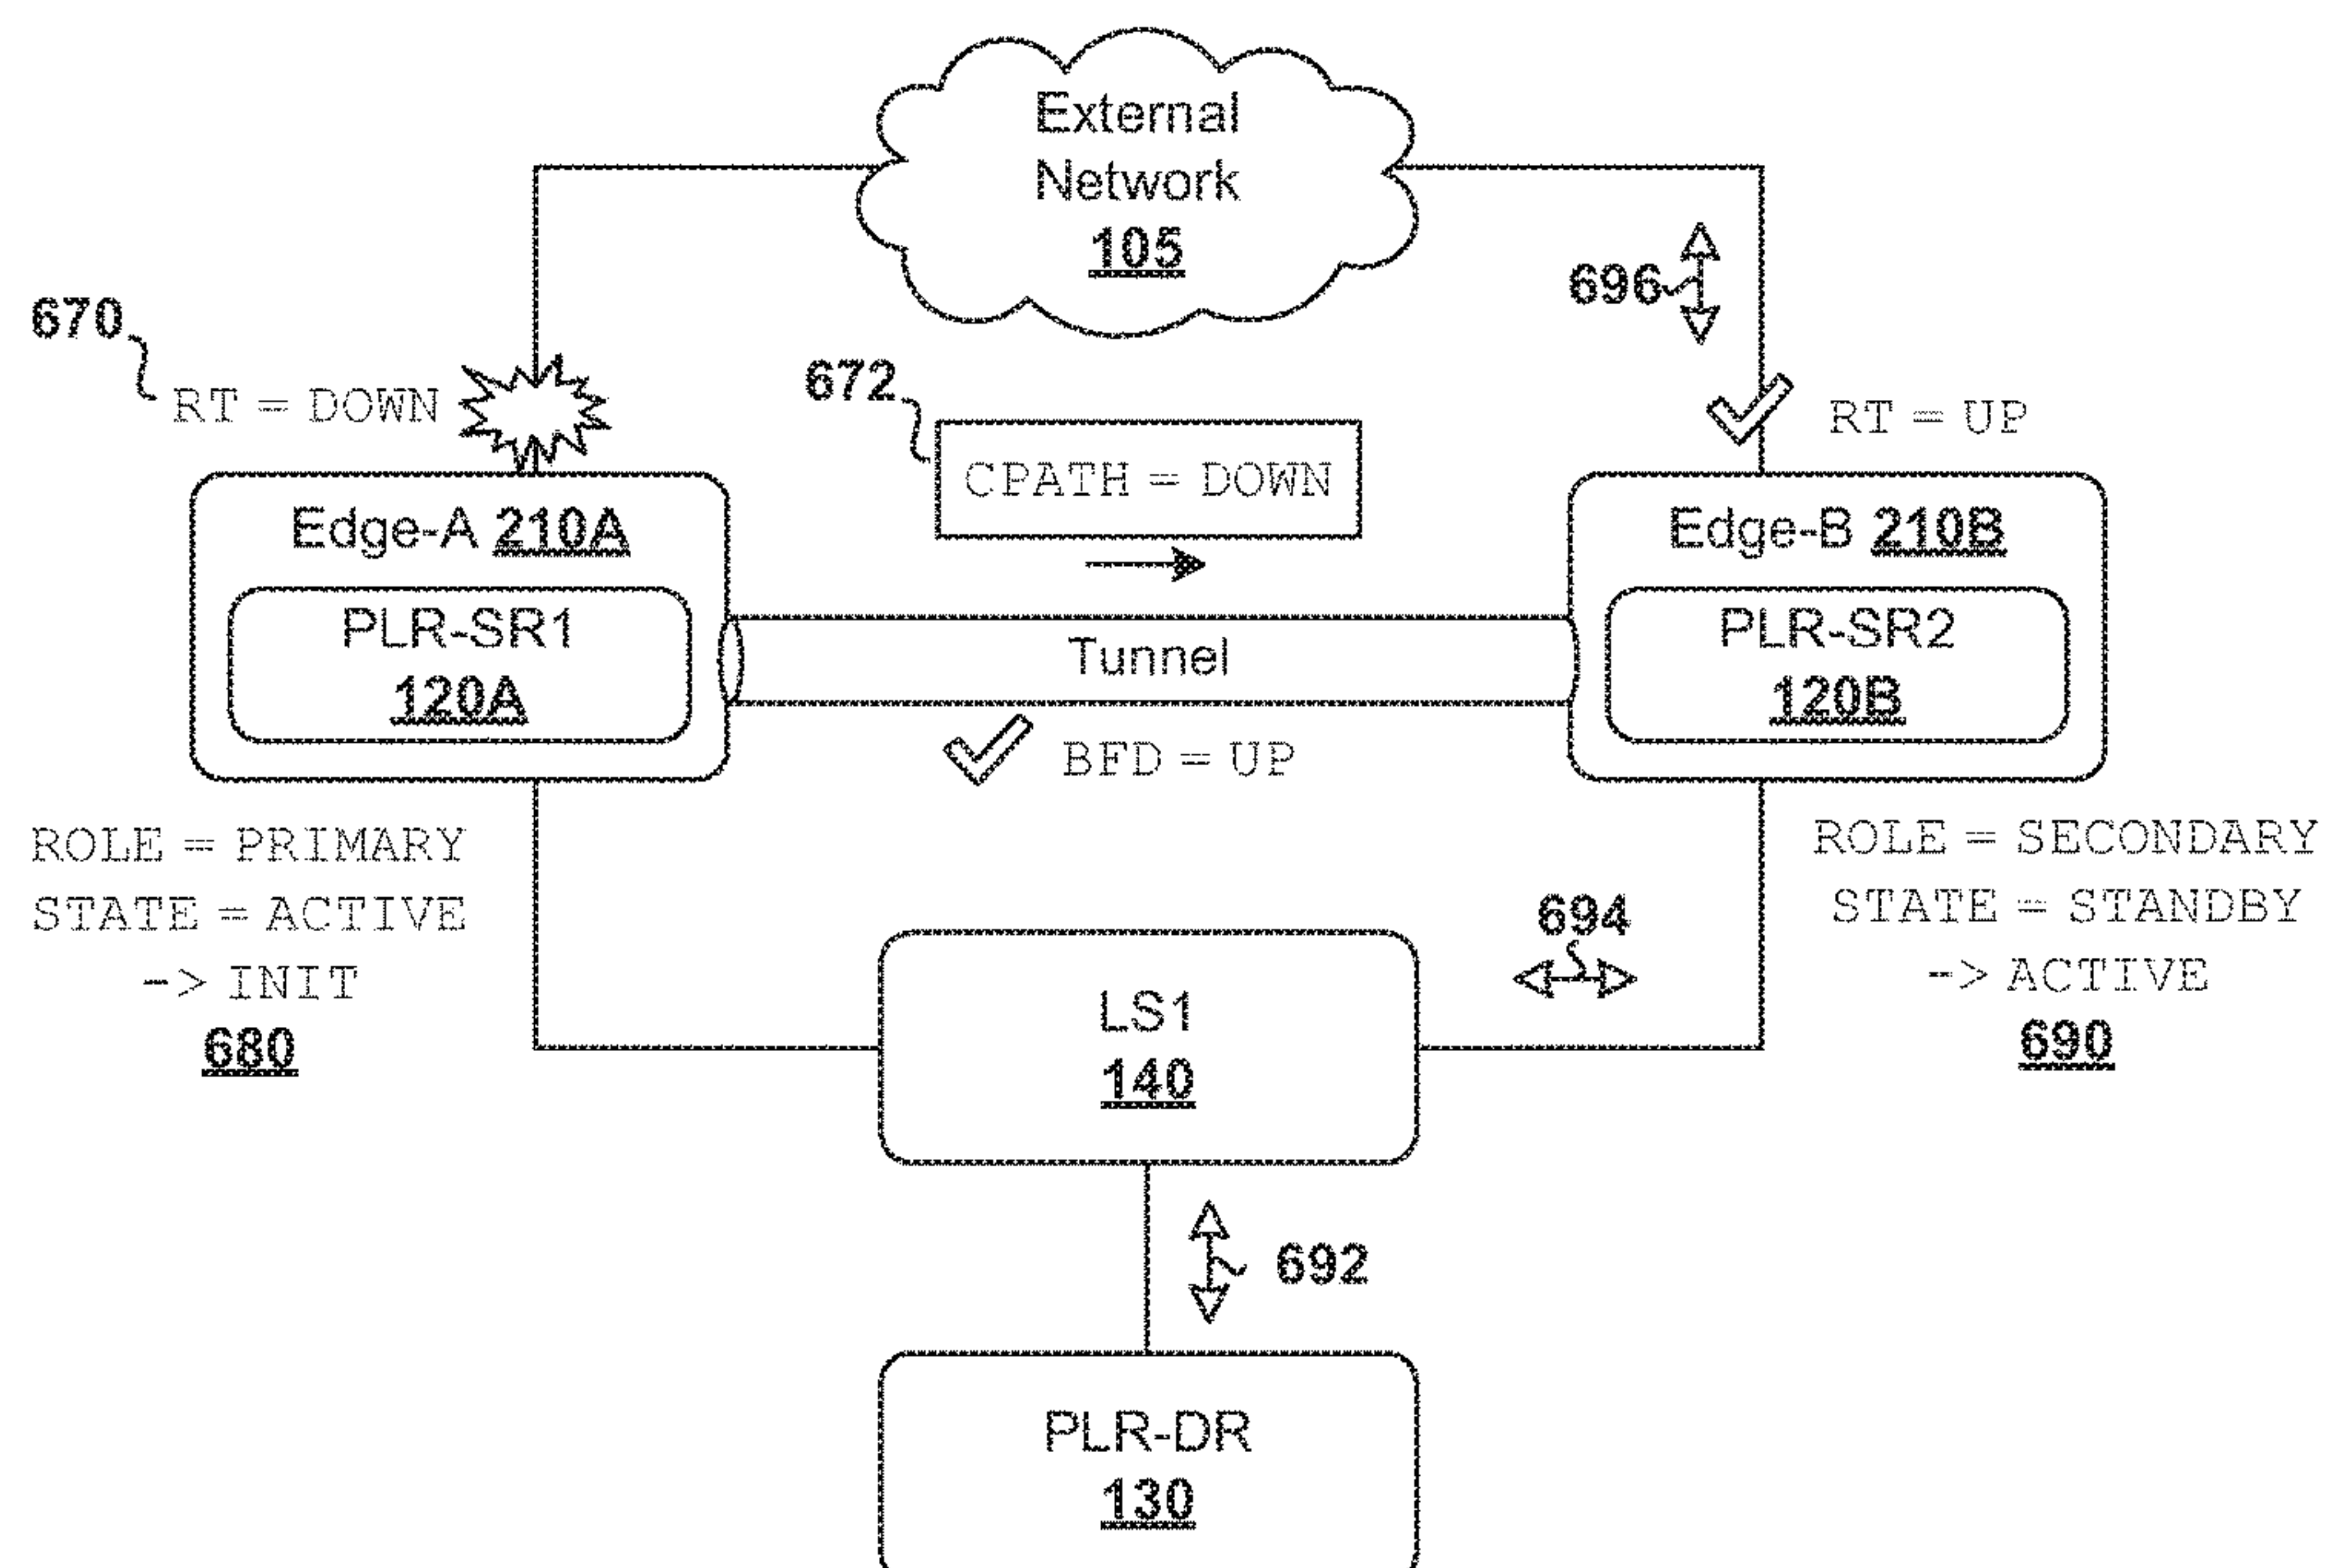 External
Network
105
696
670
RT = DOWN
672
CPATH = DOWN
RT = UP
Edge-A 210A
PLR-SR1
120A
Tunnel
BFD = UP
Edge-B 210B
PLR-SR2
120B
ROLE = PRIMARY
STATE = ACTIVE
-> INIT
680
ROLE = SECONDARY
STATE = STANDBY
-> ACTIVE
690
694
LS1
140
692
PLR-DR
130